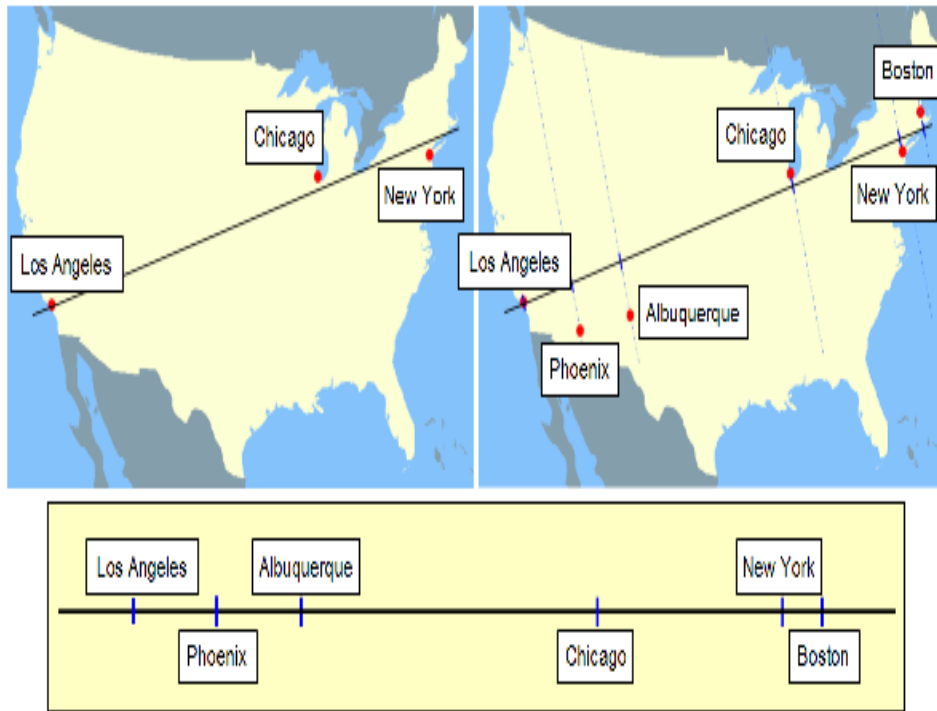 Chicago
New York
Los Angeles
Boston
Chicago
New York
Los Angeles
Albuquerque
Phoenix
Los Angeles
Albuquerque
New York
Phoenix
Chicago
Boston